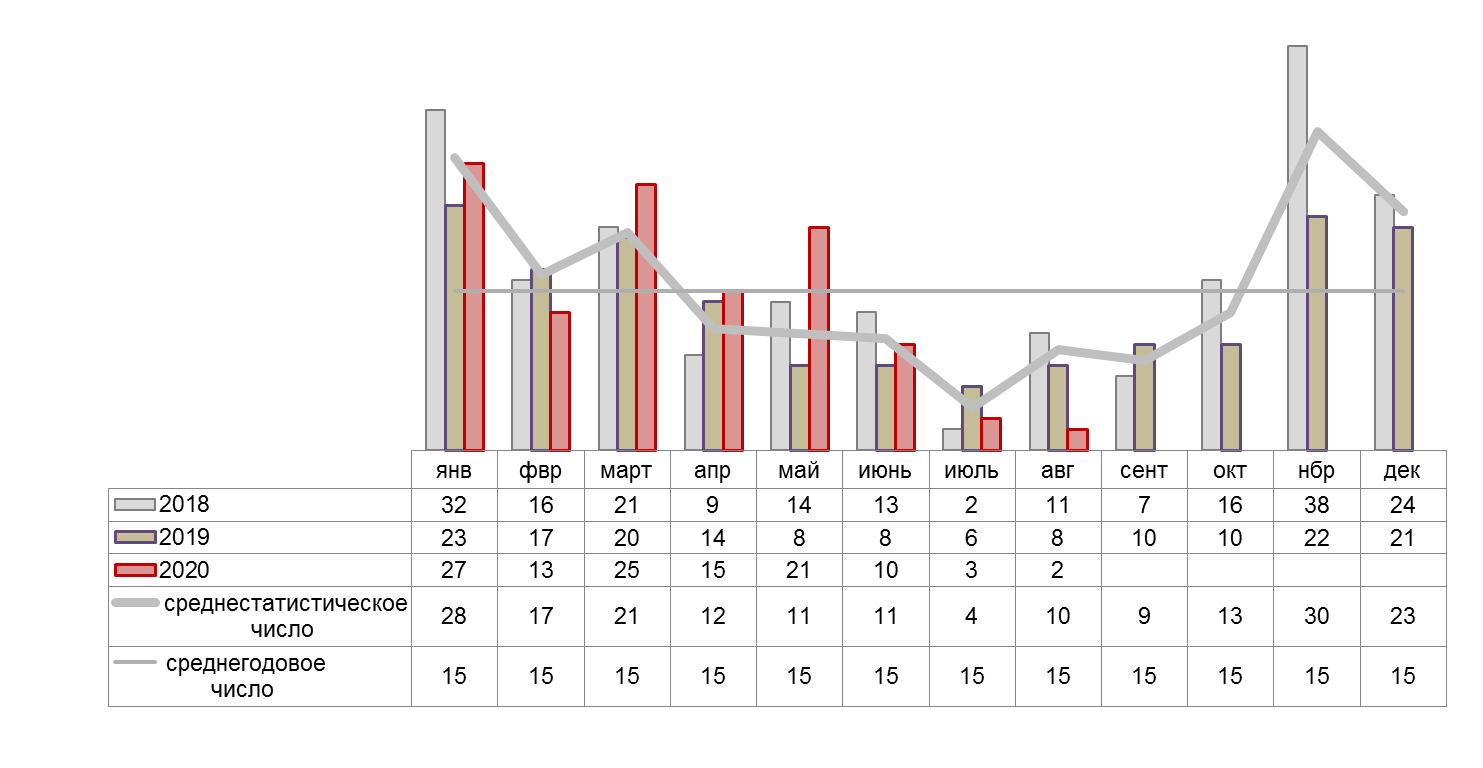 янв фвр март апр май июнь июль авг сент окт нбр дек
2018 32 16 21 9 14 13 2 11 7 16 38 24
2019 23 17 20 14 8 8 6 8 10 10 22 21
2020 27 13 25 15 21 10 3 2
среднестатистическое
число 28 17 21 12 11 11 4 10 9 13 30 23
среднегодовое
число 15 15 15 15 15 15 15 15 15 15 15 15